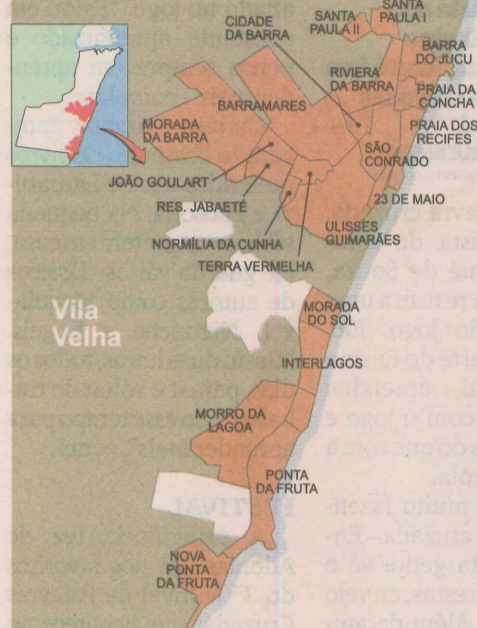 SANTA
PAULA I
SANTA
PAULA II
CIDADE
DA BARRA
BARRA
DO JUCU
RIVIERA
DA BARRA
PRAIA DA
CONCHA
BARRAMARES
MORADA
DA BARRA
PRAIA DOS
RECIFES
SÃO
CONRADO
JOÃO GOULART
23 DE MAIO
RES. JABAETÉ
ULISSES
GUIMARÃES
NORMÍLIA DA CUNHA
TERRA VERMELHA
Vila
Velha
MORADA
DO SOL
INTERLAGOS
MORRO DA
LAGOA
PONTA
DA FRUTA
NOVA
PONTA
DA FRUTA